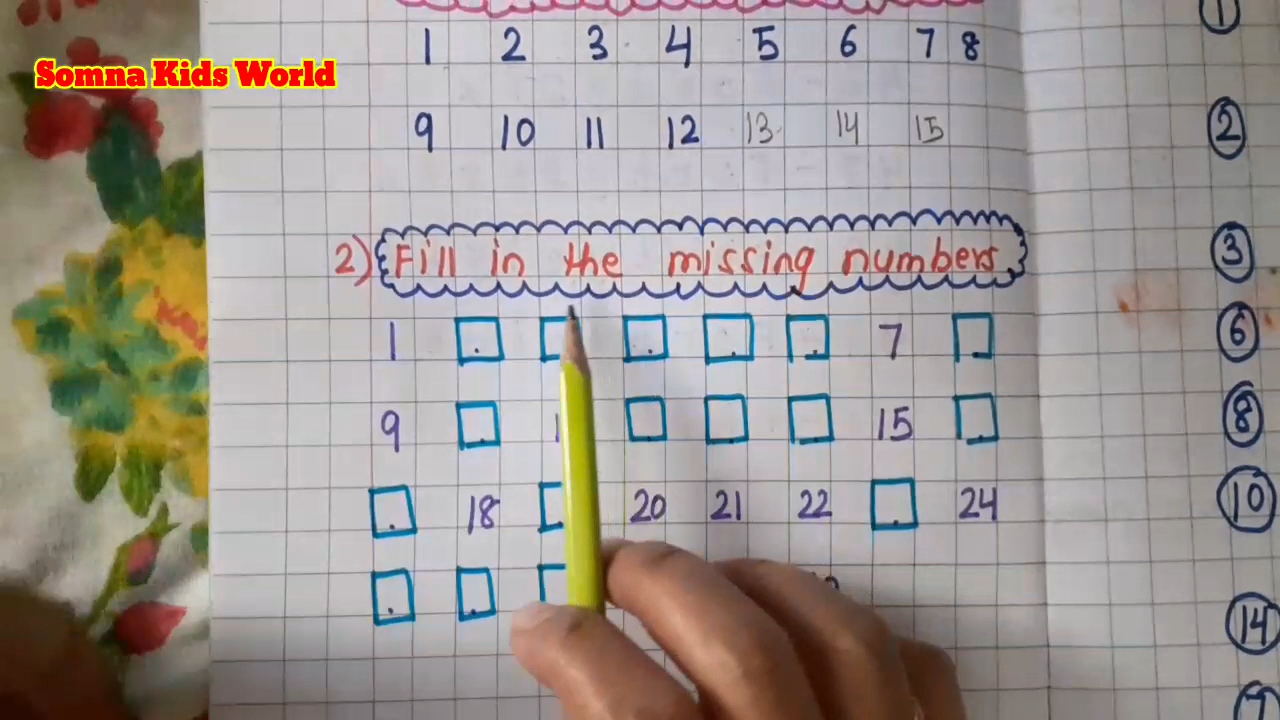 Somna Kids World
1 2 3 4 5 6 7 8
9 10 11 12 13 14 15
2) Fill in the missing numbers
1 7
9 15
18 20 21 22 24
1
2
3
6
8
10
14